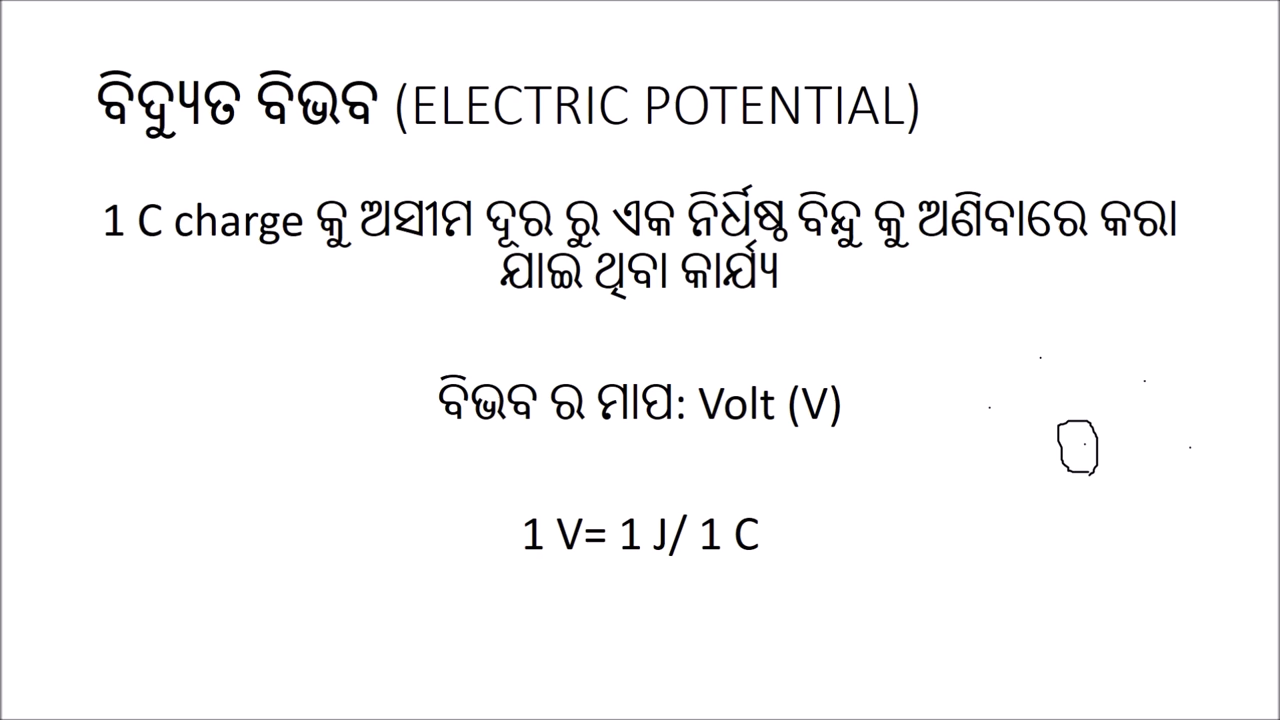 ବିଦ୍ୟୁତ ବିଭବ (ELECTRIC POTENTIAL)
1 C charge କୁ ଅସୀମ ଦୂର ରୁ ଏକ ନିର୍ଧିଷ୍ଠ ବିନ୍ଦୁ କୁ ଅଣିବାରେ କରା
ଯାଇ ଥିବା କାର୍ଯ୍ୟ
ବିଭବ ର ମାପ: Volt (V)
1 V= 1 J/ 1 C